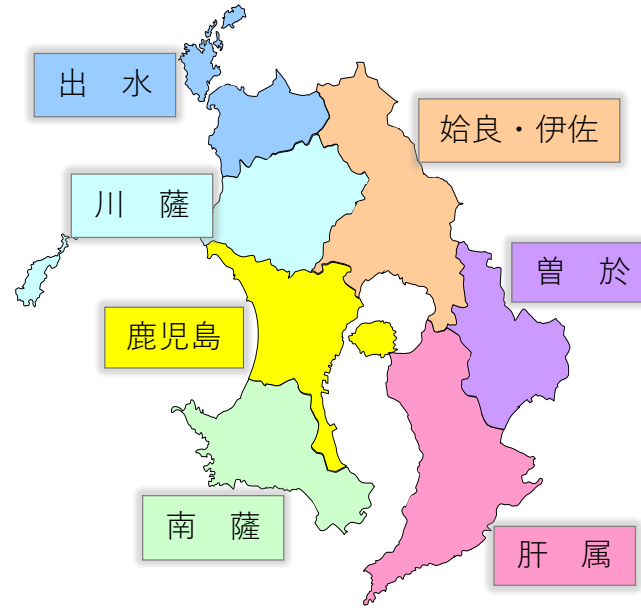 出　水
姶良・伊佐
川　薩
曽　於
鹿児島
南　薩
肝　属